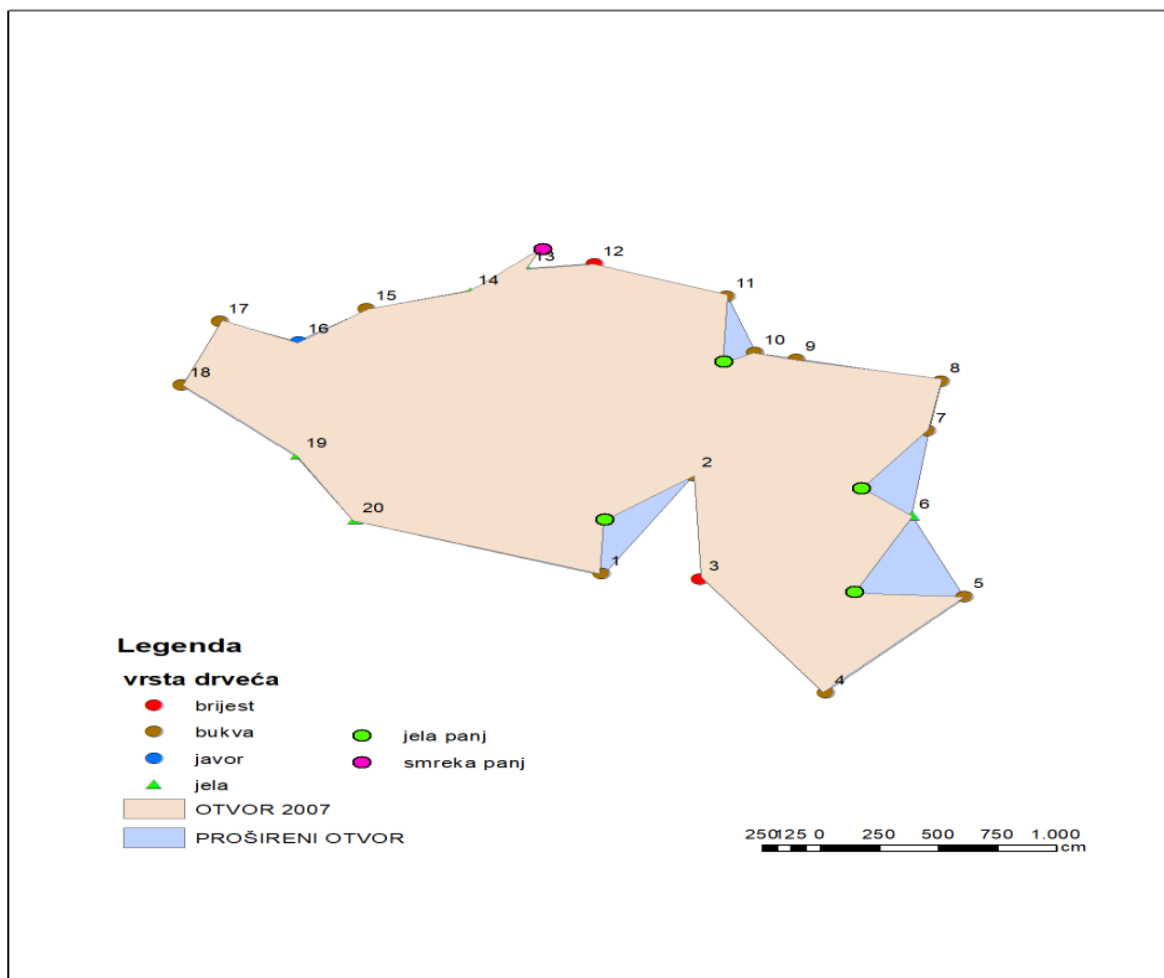 13
12
14
11
15
17
16
10
9
8
18
7
19
2
6
20
1
3
5
4
Legenda
vrsta drveća
brijest
bukva
javor
jela
jela panj
smreka panj
OTVOR 2007
PROŠIRENI OTVOR
250125 0 250 500 750 1.000
cm